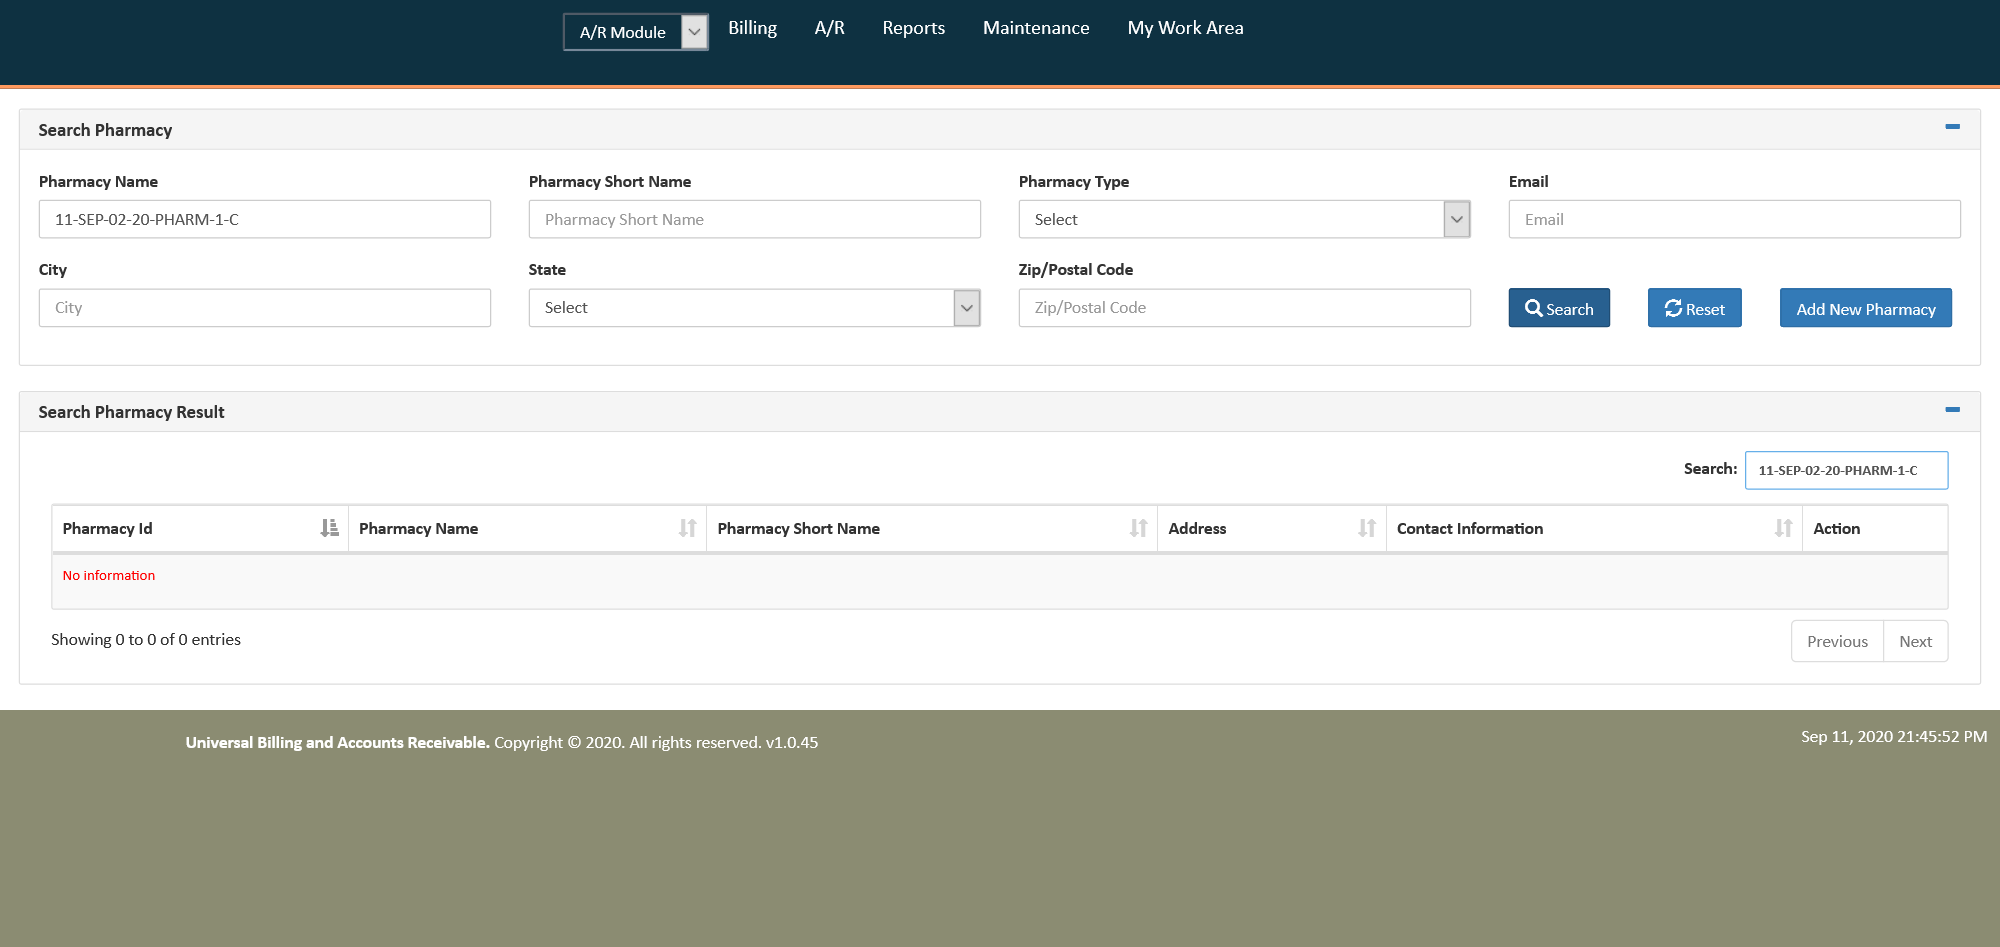 A/R Module Billing A/R Reports Maintenance My Work Area
Search Pharmacy
Pharmacy Name Pharmacy Short Name Pharmacy Type Email
11-SEP-02-20-PHARM-1-C Pharmacy Short Name Select Email
City State Zip/Postal Code
City Select Zip/Postal Code Search Reset Add New Pharmacy
Search Pharmacy Result
Search: 11-SEP-02-20-PHARM-1-C
Pharmacy Id Pharmacy Name Pharmacy Short Name Address Contact Information Action
No information
Showing 0 to 0 of 0 entries Previous Next
Universal Billing and Accounts Receivable. Copyright © 2020. All rights reserved. v1.0.45 Sep 11, 2020 21:45:52 PM